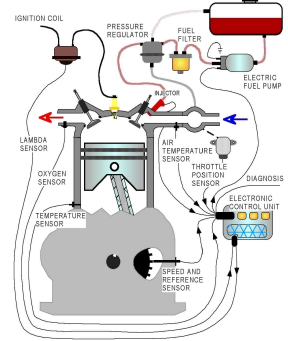 IGNITION COIL
PRESSURE
REGULATOR
FUEL
FILTER
ELECTRIC
FUEL PUMP
INJECTOR
LAMBDA
SENSOR
OXYGEN
SENSOR
AIR
TEMPERATURE
SENSOR
THROTTLE
POSITION
SENSOR
DIAGNOSIS
ELECTRONIC
CONTROL UNIT
TEMPERATURE
SENSOR
SPEED AND
REFERENCE
SENSOR